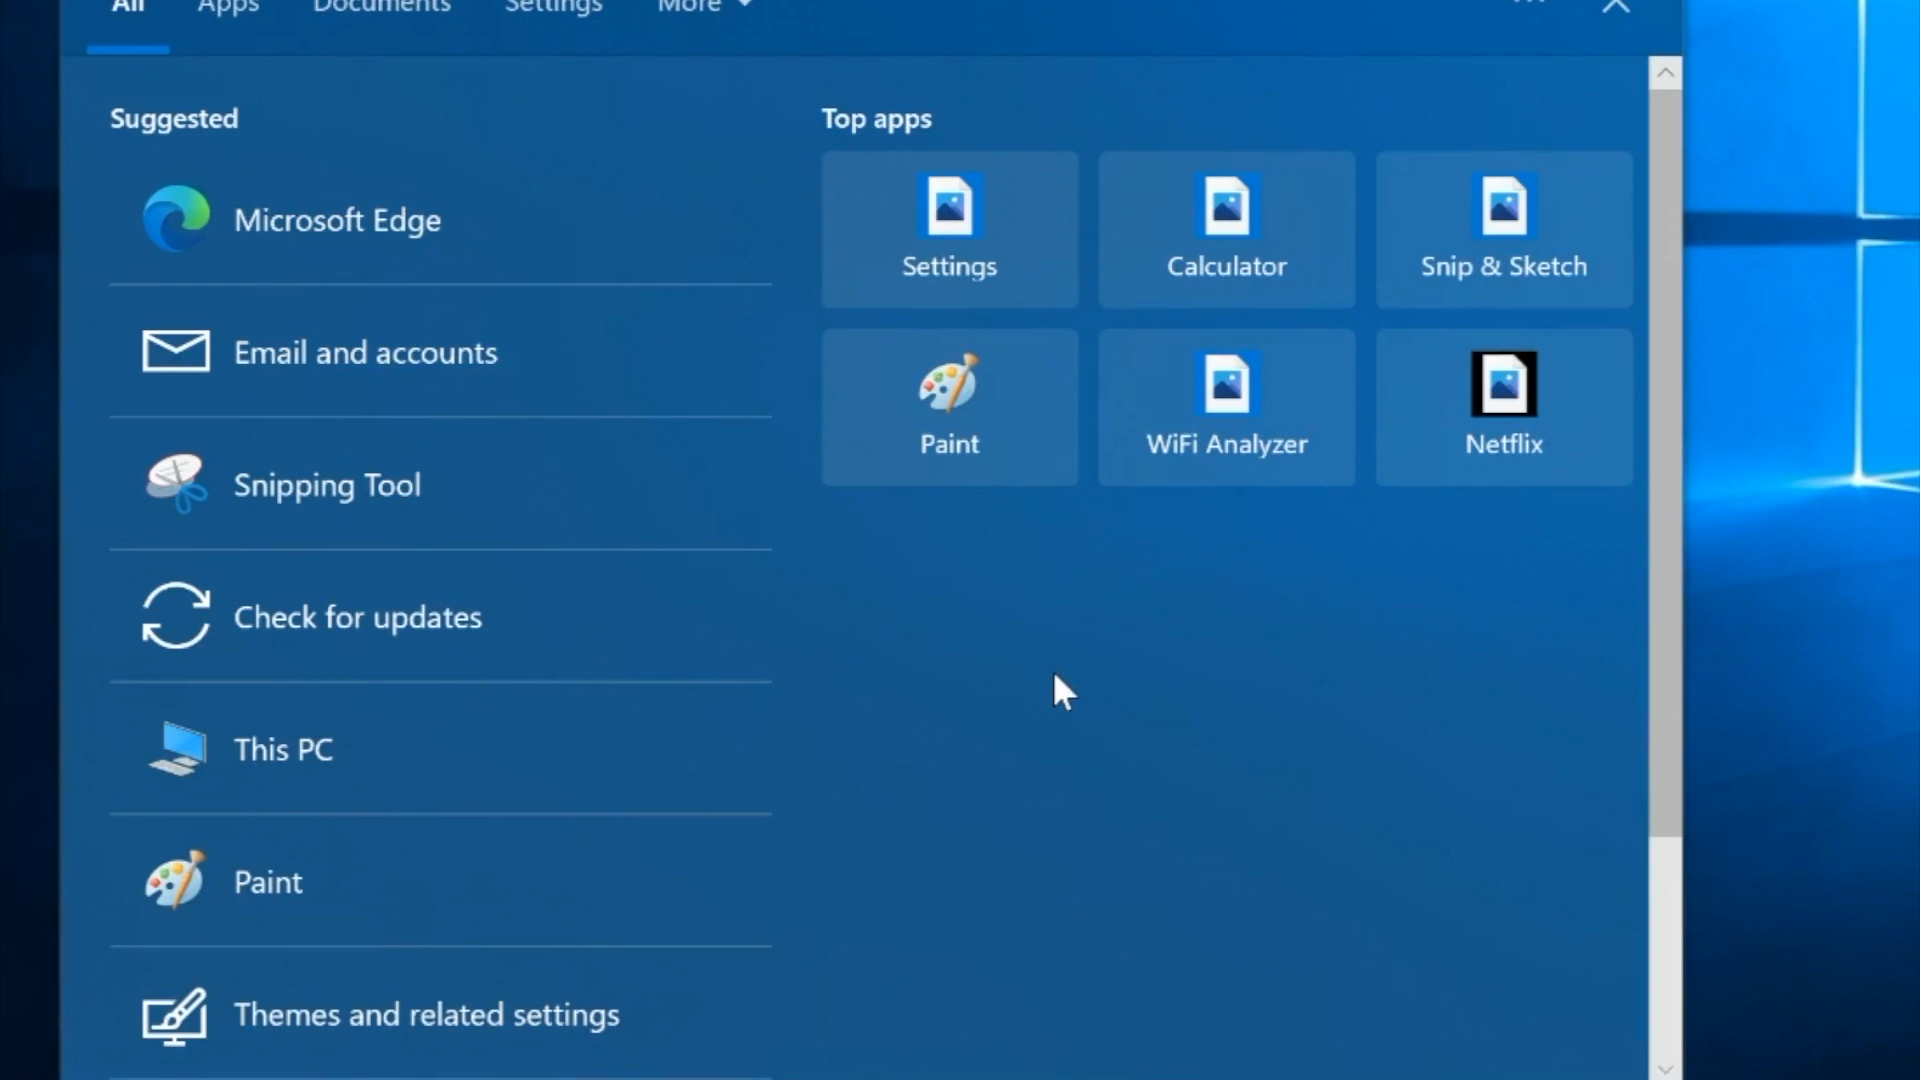 All Apps Documents Settings More
Suggested
Microsoft Edge
Email and accounts
Snipping Tool
Check for updates
This PC
Paint
Themes and related settings
Top apps
Settings Calculator Snip & Sketch
Paint WiFi Analyzer Netflix